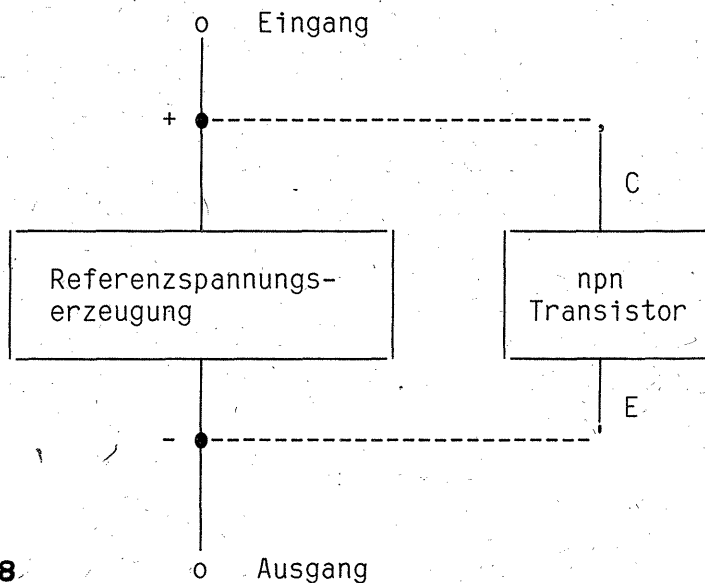 o Eingang
+
C
Referenzspannungs-
erzeugung
npn
Transistor
E
-
8
o Ausgang